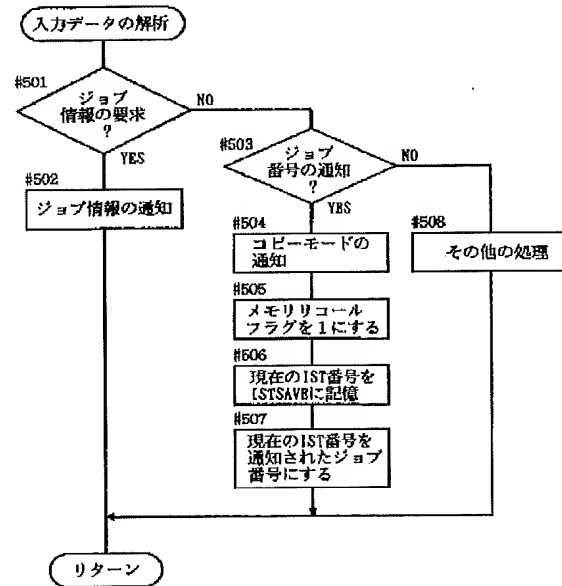 入力データの解析
#501
ジョブ
情報の要求
?
NO
YES
#502
ジョブ情報の通知
#503
ジョブ
番号の通知
?
NO
YES
#504
コピーモードの
通知
#505
メモリリコール
フラグを1にする
#506
現在のIST番号を
ISTSAVEに記憶
#507
現在のIST番号を
通知されたジョブ
番号にする
#508
その他の処理
リターン